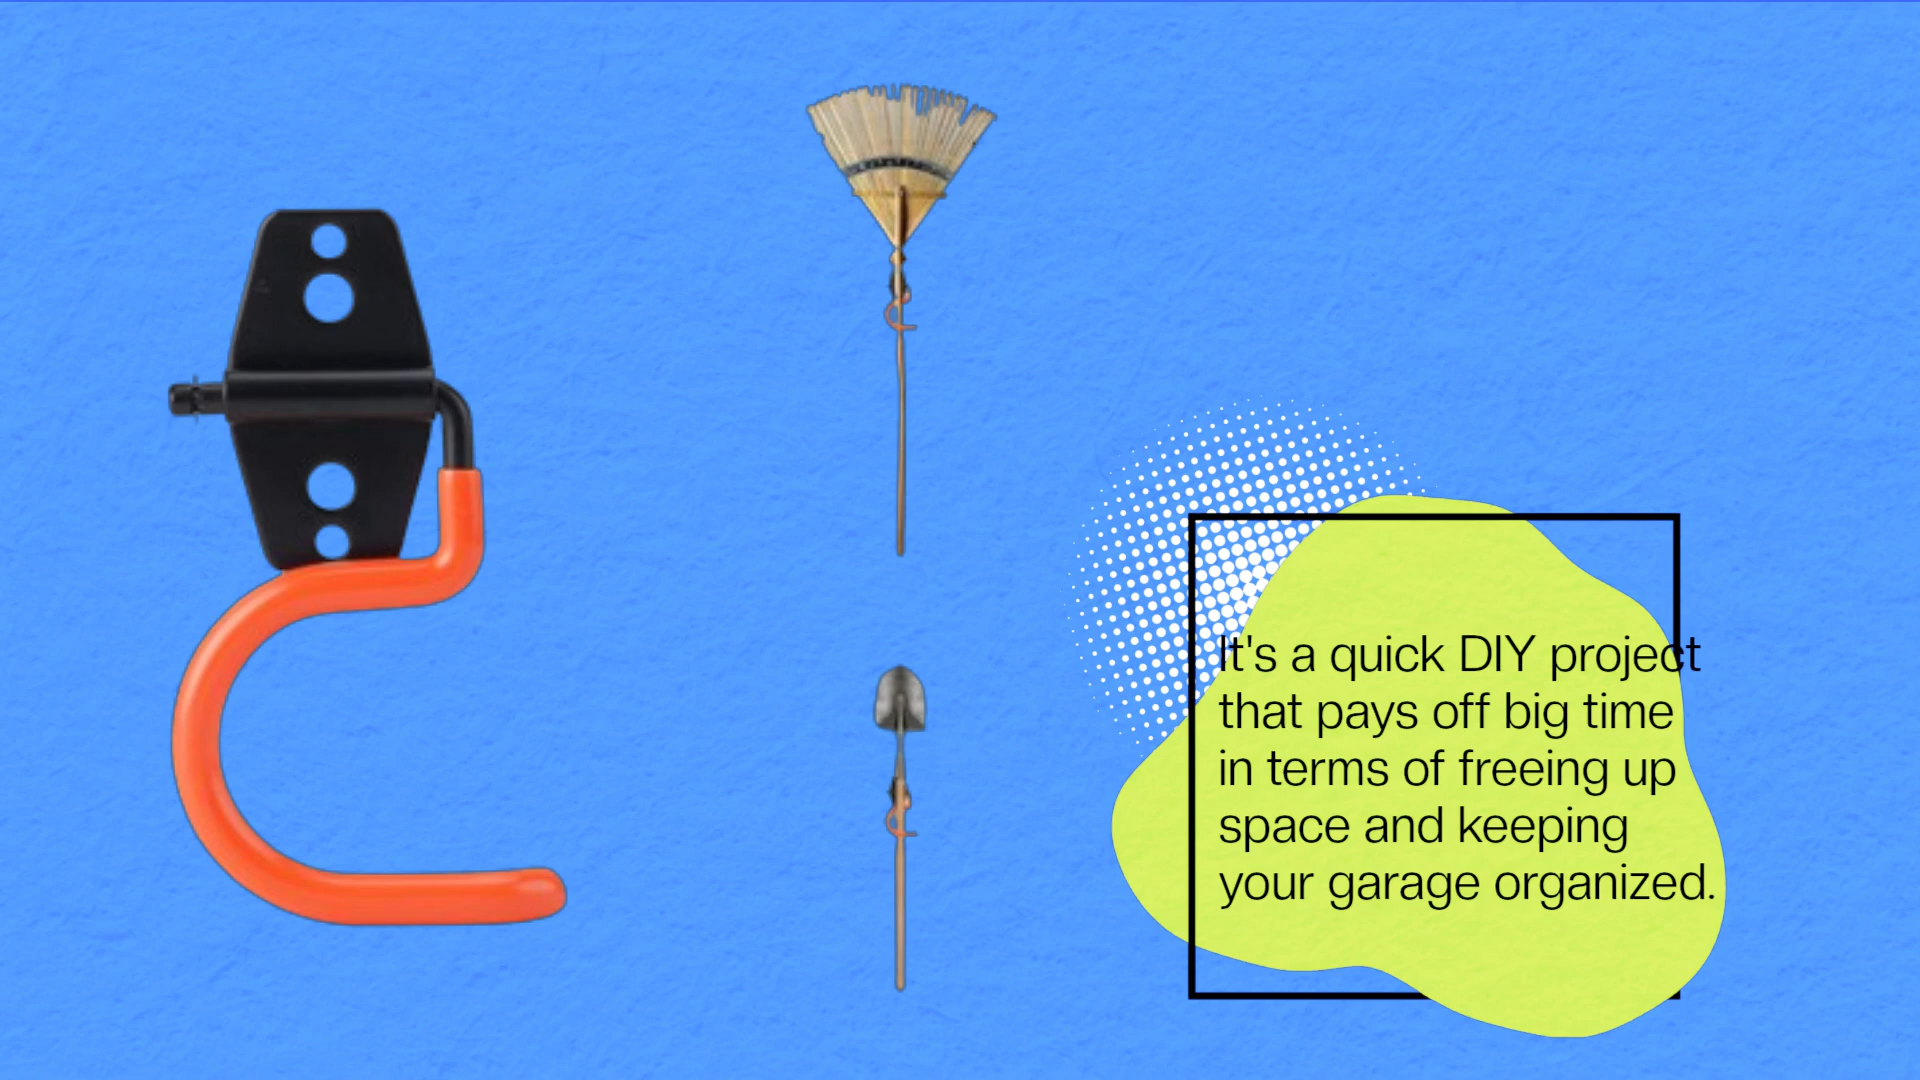 It's a quick DIY project
that pays off big time
in terms of freeing up
space and keeping
your garage organized.